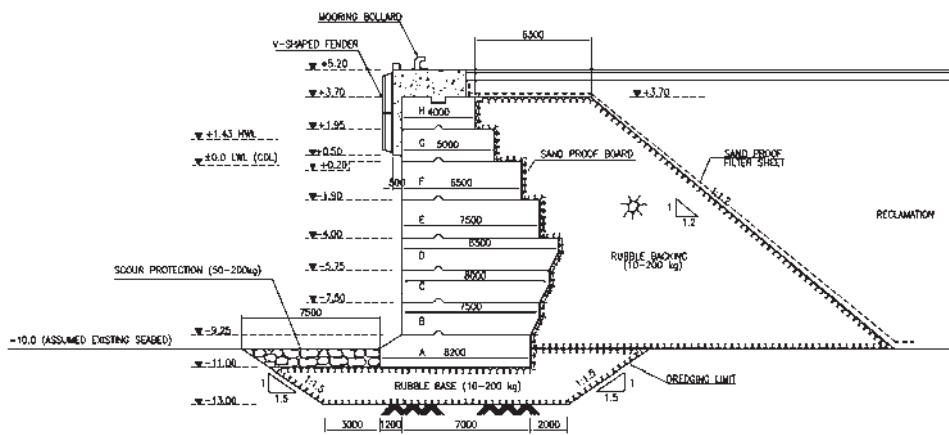 MOORING BOLLARD
6300
V-SHAPED FENDER
+5.20
+3.70
+3.70
H
4000
+1.95
+1.43 HWL
G
5000
SAND PROOF BOARD
SAND PROOF
FILTER SHEET
+0.50
±0.0 LWL (CDL)
+0.20
500
F
6500
1:1.2
-1.90
1
1.2
RECLAMATION
E
7500
-4.00
8500
RUBBLE BACKING
(10-200 kg)
D
SCOUR PROTECTION (50-200kg)
-5.75
8000
C
-7.50
7500
7500
B
-9.25
-10.0 (ASSUMED EXISTING SEABED)
A
8200
-11.00
1
1.5
1:1.5
RUBBLE BASE (10-200 kg)
1:1.5
1
1.5
DREDGING LIMIT
-13.00
3000
1200
7000
2000